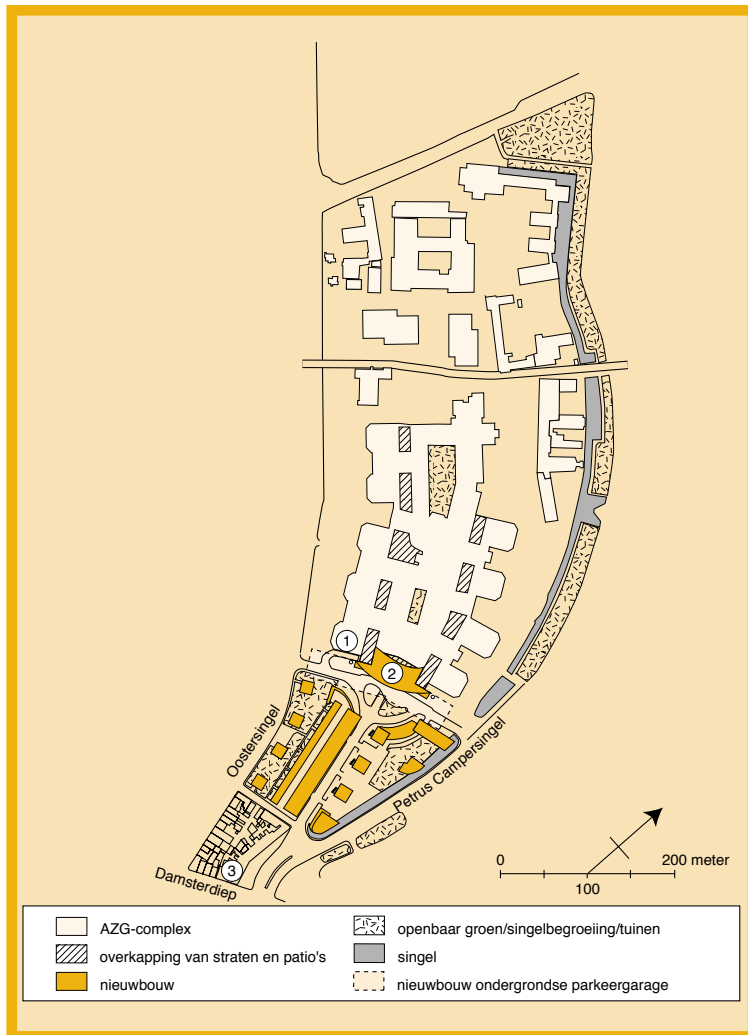 1
2
Oostersingel
Petrus Campersingel
3
Damsterdiep
0 200 meter
100
AZG-complex
overkapping van straten en patio's
nieuwbouw
openbaar groen/singelbegroeiing/tuinen
singel
nieuwbouw ondergrondse parkeergarage